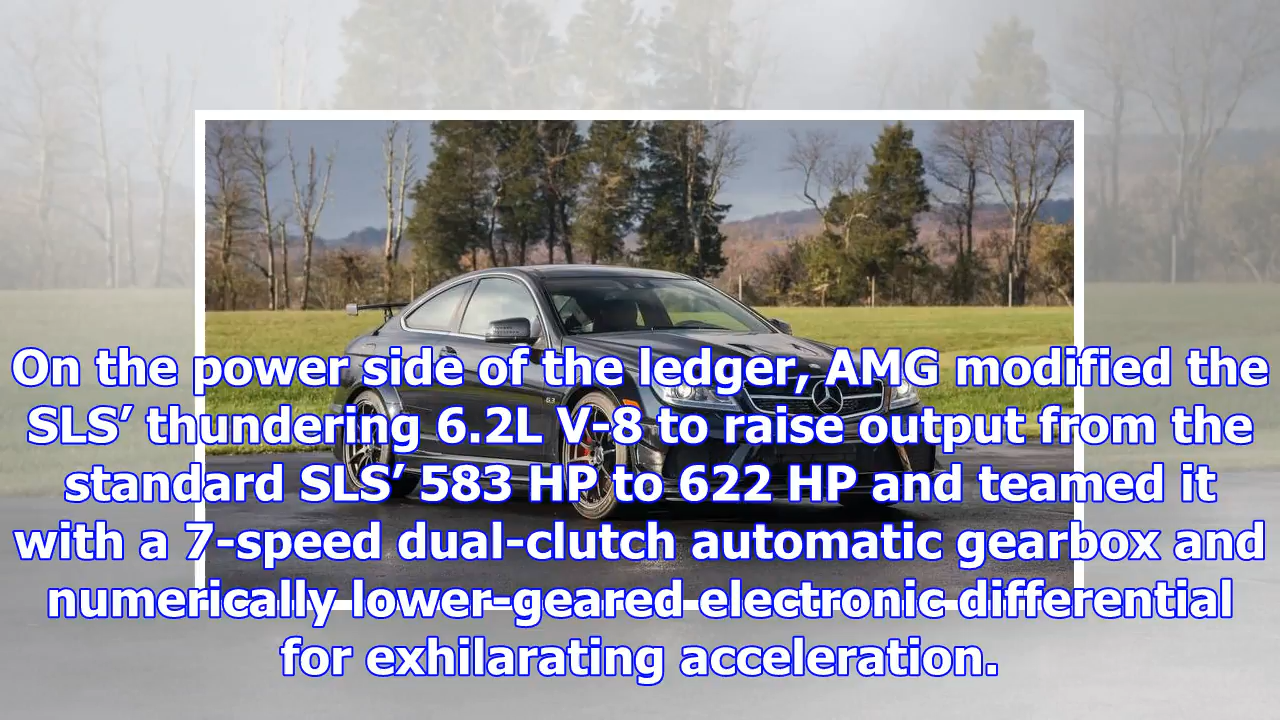 On the power side of the ledger, AMG modified the
SLS’ thundering 6.2L V-8 to raise output from the
standard SLS’ 583 HP to 622 HP and teamed it
with a 7-speed dual-clutch automatic gearbox and
numerically lower-geared electronic differential
for exhilarating acceleration.